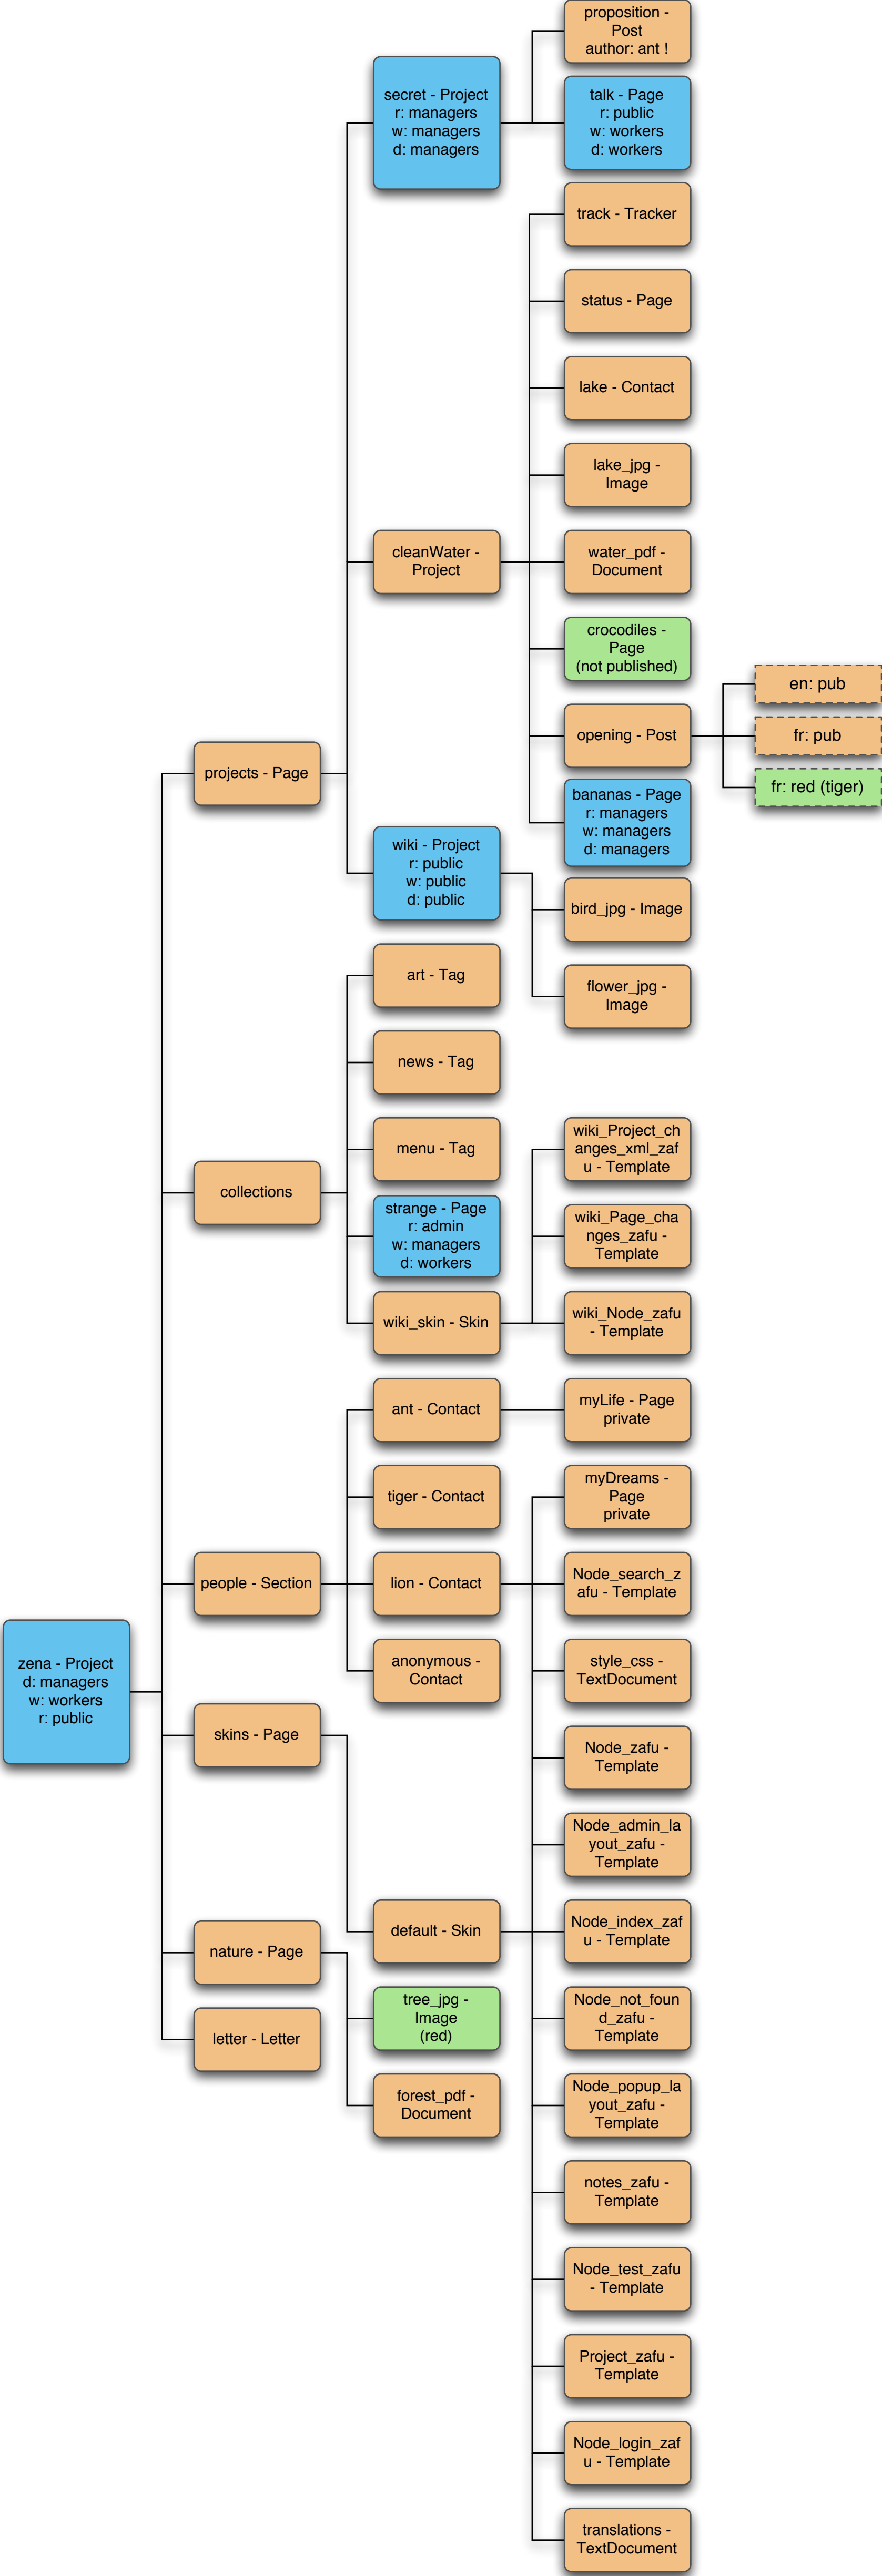 proposition -
Post
author: ant !
secret - Project
r: managers
w: managers
d: managers
talk - Page
r: public
w: workers
d: workers
track - Tracker
status - Page
lake - Contact
lake_jpg -
Image
cleanWater -
Project
water_pdf -
Document
crocodiles -
Page
(not published)
en: pub
opening - Post
fr: pub
fr: red (tiger)
projects - Page
bananas - Page
r: managers
w: managers
d: managers
wiki - Project
r: public
w: public
d: public
bird_jpg - Image
flower_jpg -
Image
art - Tag
news - Tag
menu - Tag
wiki_Project_ch
anges_xml_zaf
u - Template
collections
strange - Page
r: admin
w: managers
d: workers
wiki_Page_cha
nges_zafu -
Template
wiki_skin - Skin
wiki_Node_zafu
- Template
ant - Contact
myLife - Page
private
tiger - Contact
myDreams -
Page
private
people - Section
lion - Contact
Node_search_z
afu - Template
anonymous -
Contact
style_css -
TextDocument
zena - Project
d: managers
w: workers
r: public
skins - Page
Node_zafu -
Template
Node_admin_la
yout_zafu -
Template
default - Skin
Node_index_zaf
u - Template
nature - Page
tree_jpg -
Image
(red)
Node_not_foun
d_zafu -
Template
letter - Letter
forest_pdf -
Document
Node_popup_la
yout_zafu -
Template
notes_zafu -
Template
Node_test_zafu
- Template
Project_zafu -
Template
Node_login_zaf
u - Template
translations -
TextDocument